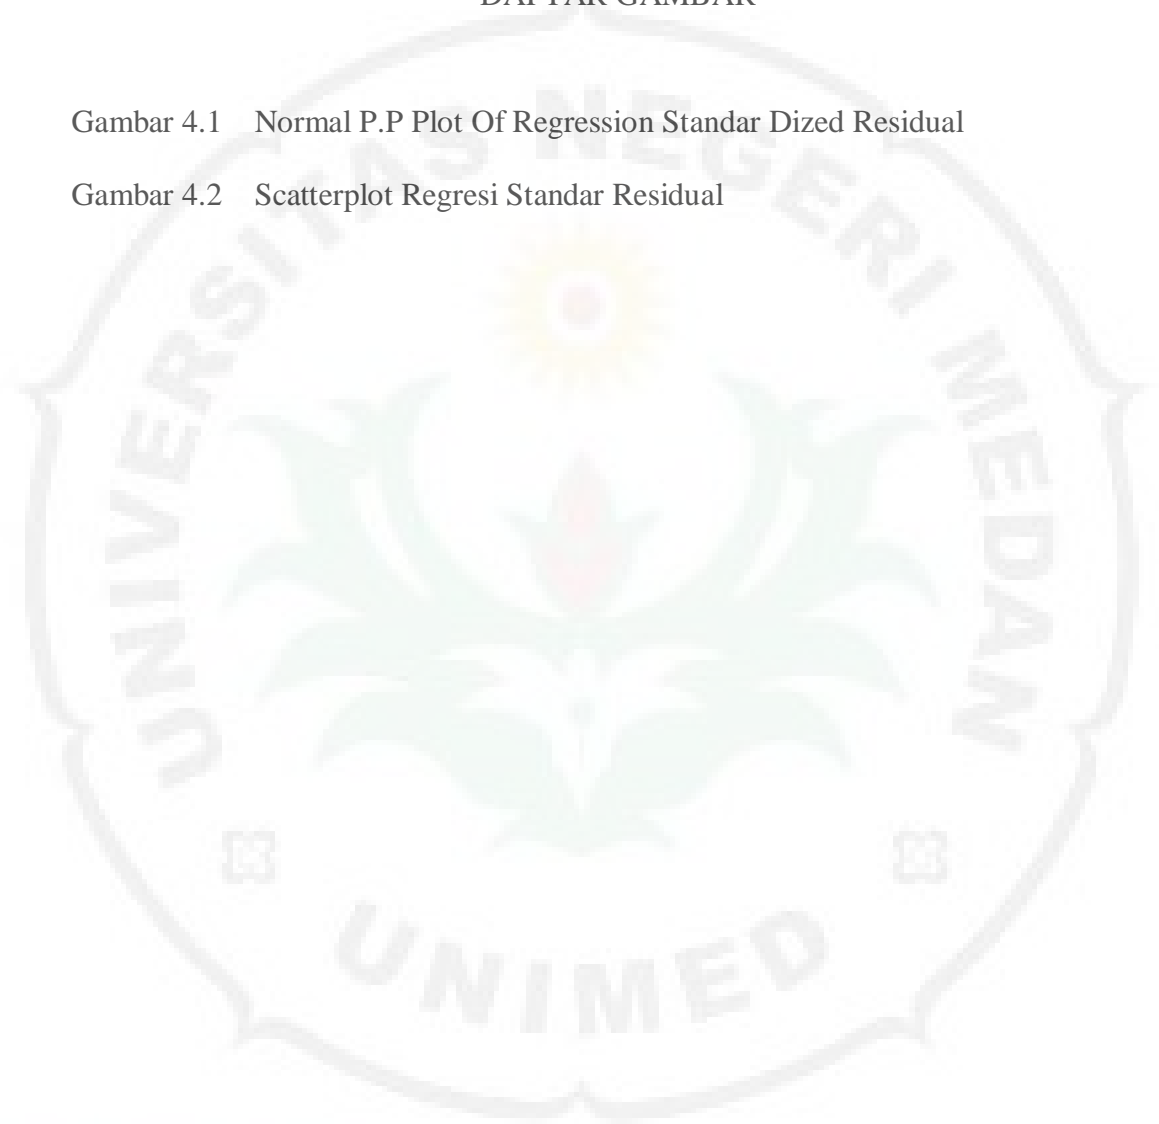 DAFTAR GAMBAR
Gambar 4.1 Normal P.P Plot Of Regression Standar Dized Residual
Gambar 4.2 Scatterplot Regresi Standar Residual
UNIVERSITAS NEGERI MEDAN
UNIMED